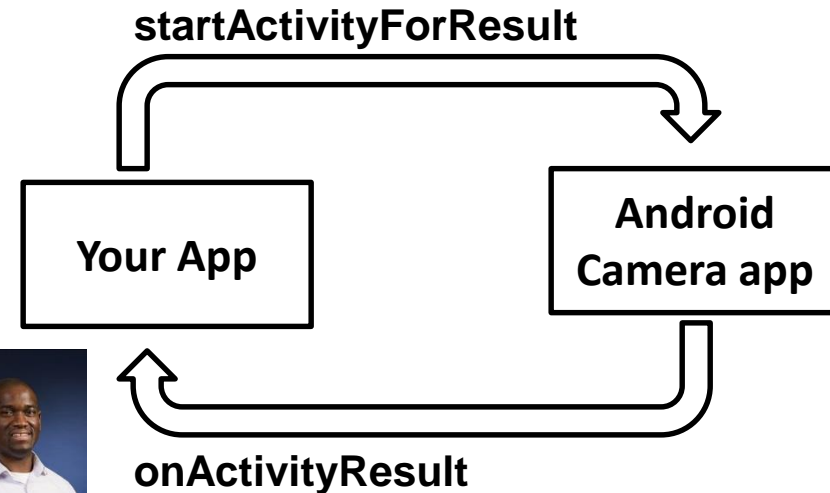 startActivityForResult
Your App
Android
Camera app
onActivityResult